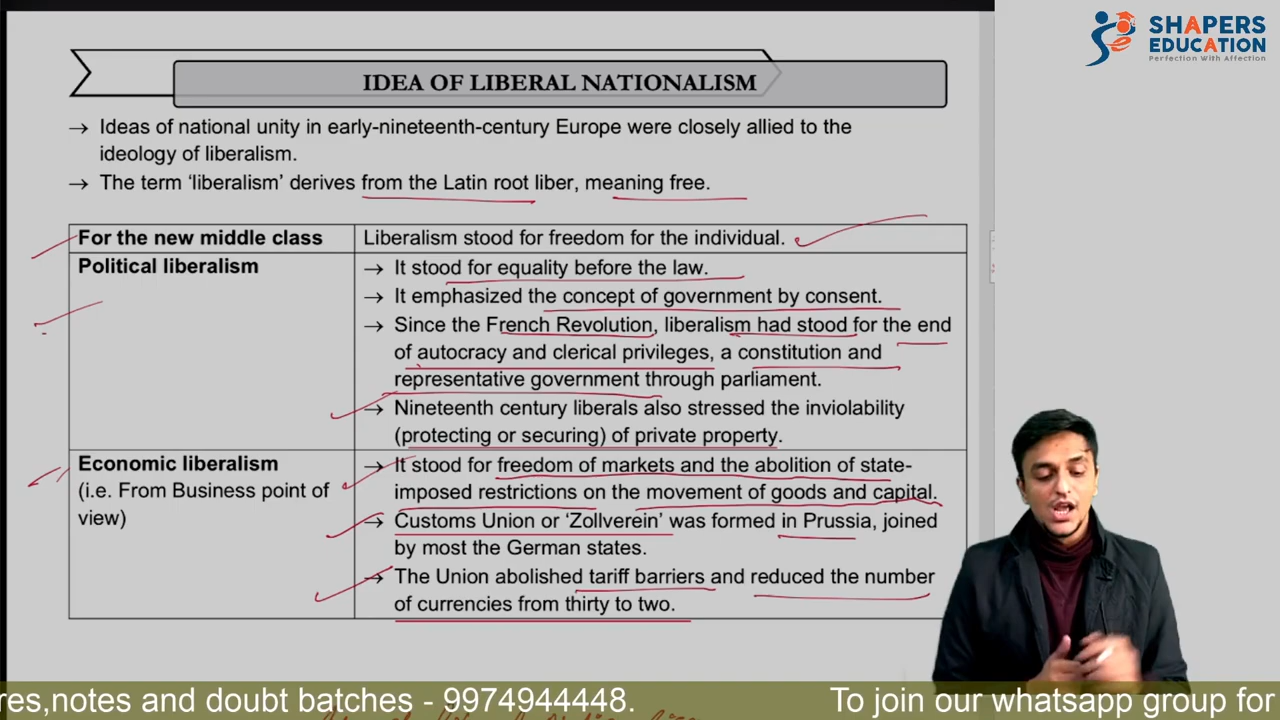 SHAPERS
EDUCATION
Perfection With Affection
IDEA OF LIBERAL NATIONALISM
→ Ideas of national unity in early-nineteenth-century Europe were closely allied to the
ideology of liberalism.
→ The term ‘liberalism’ derives from the Latin root liber, meaning free.
For the new middle class
Liberalism stood for freedom for the individual.
Political liberalism
→ It stood for equality before the law.
→ It emphasized the concept of government by consent.
→ Since the French Revolution, liberalism had stood for the end
of autocracy and clerical privileges, a constitution and
representative government through parliament.
→ Nineteenth century liberals also stressed the inviolability
(protecting or securing) of private property.
Economic liberalism
(i.e. From Business point of
view)
→ It stood for freedom of markets and the abolition of state-
imposed restrictions on the movement of goods and capital.
→ Customs Union or ‘Zollverein’ was formed in Prussia, joined
by most the German states.
→ The Union abolished tariff barriers and reduced the number
of currencies from thirty to two.
res,notes and doubt batches - 9974944448. To join our whatsapp group for